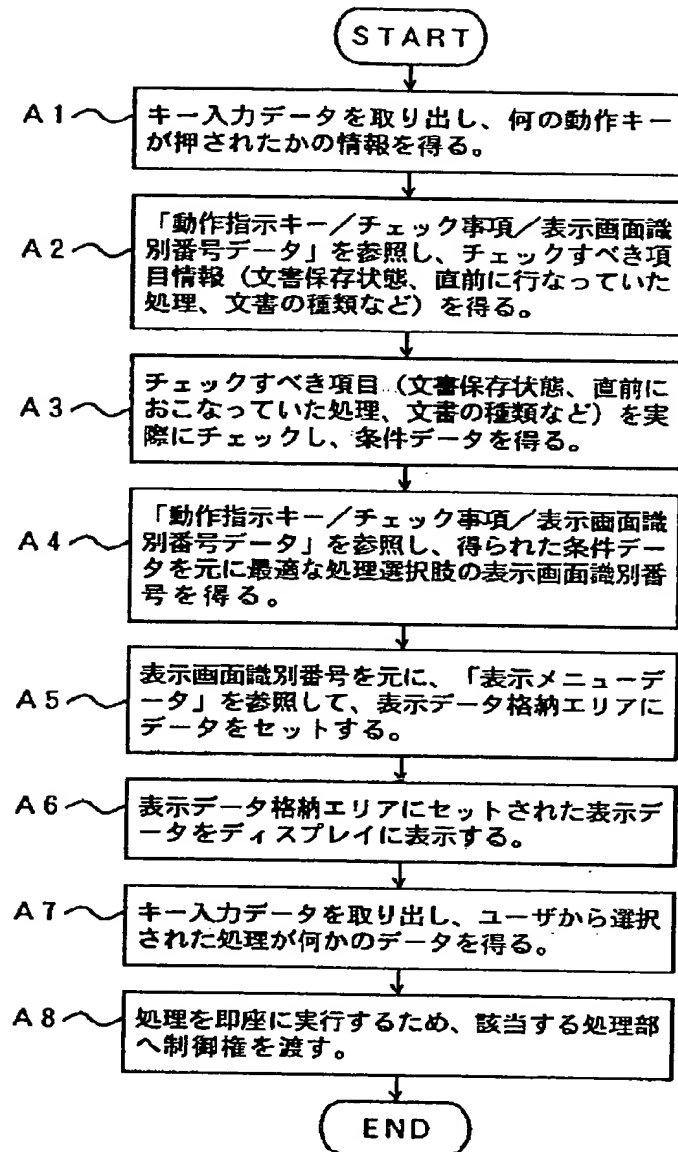 START
A1
キー入力データを取り出し、何の動作キー
が押されたかの情報を得る。
A2
「動作指示キー／チェック事項／表示画面識
別番号データ」を参照し、チェックすべき項
目情報（文書保存状態、直前に行なっていた
処理、文書の種類など）を得る。
A3
チェックすべき項目（文書保存状態、直前に
おこなっていた処理、文書の種類など）を実
際にチェックし、条件データを得る。
A4
「動作指示キー／チェック事項／表示画面識
別番号データ」を参照し、得られた条件デー
タを元に最適な処理選択肢の表示画面識別番
号を得る。
A5
表示画面識別番号を元に、「表示メニューデ
ータ」を参照して、表示データ格納エリアに
データをセットする。
A6
表示データ格納エリアにセットされた表示デ
ータをディスプレイに表示する。
A7
キー入力データを取り出し、ユーザから選択
された処理が何かのデータを得る。
A8
処理を即座に実行するため、該当する処理部
へ制御権を渡す。
END